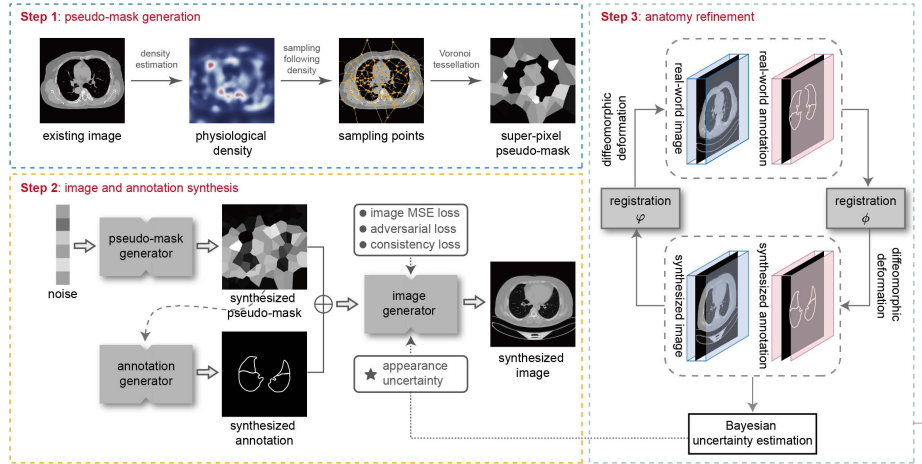 Step 1: pseudo-mask generation
density
estimation
sampling
following
density
Voronoi
tessellation
existing image
physiological
density
sampling points
super-pixel
pseudo-mask
Step 2: image and annotation synthesis
noise
pseudo-mask
generator
synthesized
pseudo-mask
annotation
generator
synthesized
annotation
image MSE loss
adversarial loss
consistency loss
image
generator
appearance
uncertainty
synthesized
image
Step 3: anatomy refinement
diffeomorphic
deformation
real-world image
real-world annotation
registration
φ
registration
ϕ
synthesized image
synthesized annotation
diffeomorphic
deformation
Bayesian
uncertainty estimation